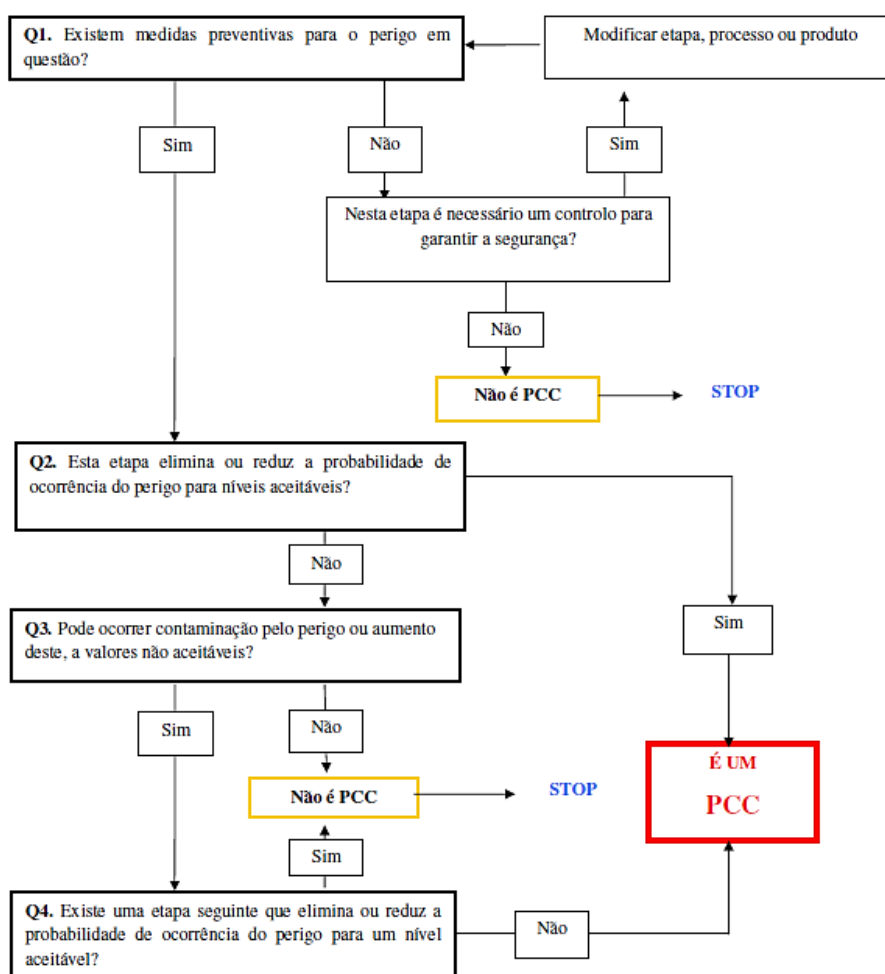 Q1. Existem medidas preventivas para o perigo em
questão?
Modificar etapa, processo ou produto
Sim
Não
Sim
Nesta etapa é necessário um controlo para
garantir a segurança?
Não
Não é PCC
STOP
Q2. Esta etapa elimina ou reduz a probabilidade de
ocorrência do perigo para níveis aceitáveis?
Não
Sim
Q3. Pode ocorrer contaminação pelo perigo ou aumento
deste, a valores não aceitáveis?
Sim
Não
É UM
PCC
Não é PCC
STOP
Sim
Q4. Existe uma etapa seguinte que elimina ou reduz a
probabilidade de ocorrência do perigo para um nível
aceitável?
Não